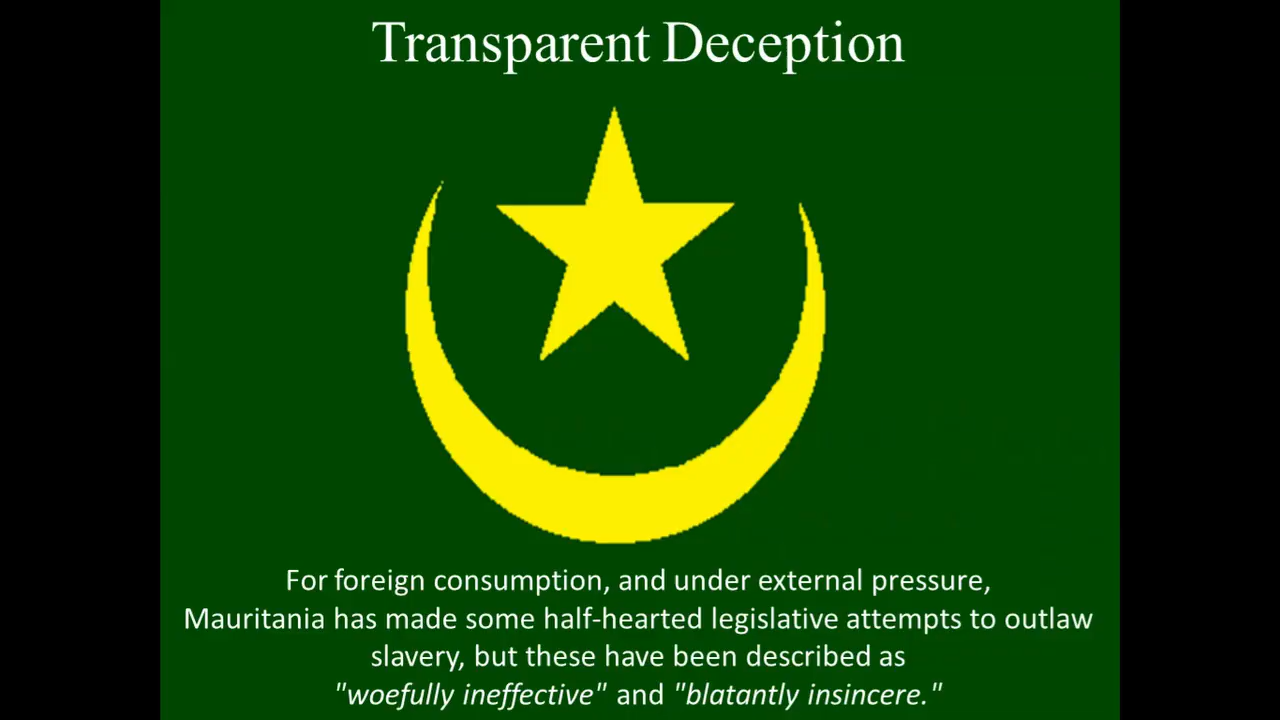 Transparent Deception
For foreign consumption, and under external pressure,
Mauritania has made some half-hearted legislative attempts to outlaw
slavery, but these have been described as
"woefully ineffective" and "blatantly insincere."